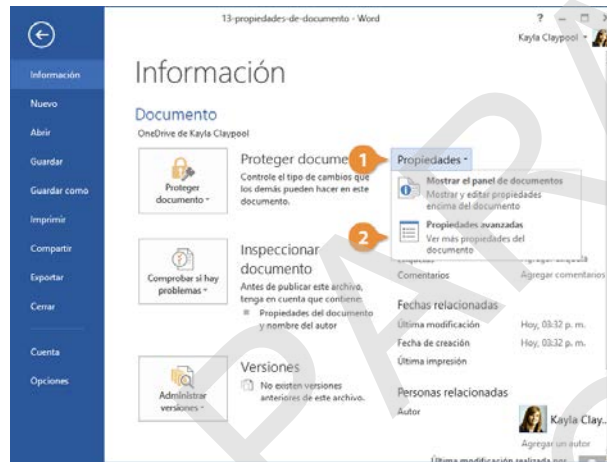 13-propiedades-de-documento - Word
?
Kayla Claypool
Información
Nuevo
Abrir
Guardar
Guardar como
Imprimir
Compartir
Exportar
Cerrar
Cuenta
Opciones
Información
Documento
OneDrive de Kayla Claypool
Proteger documento
Proteger docume
Controle el tipo de cambios que
los demás pueden hacer en este
documento.
Comprobar si hay
problemas
Inspeccionar
documento
Antes de publicar este archivo,
tenga en cuenta que contiene:
Propiedades del documento
y nombre del autor
Administrar
versiones
Versiones
No existen versiones
anteriores de este archivo.
1
Propiedades
Mostrar el panel de documentos
Mostrar y editar propiedades
encima del documento
2
Propiedades avanzadas
Ver más propiedades del
documento
Comentarios Agregar comentarios
Fechas relacionadas
Última modificación Hoy, 03:32 p. m.
Fecha de creación Hoy, 03:32 p. m.
Última impresión
Personas relacionadas
Autor
Kayla Clay...
Agregar un autor
Última modificación realizada por